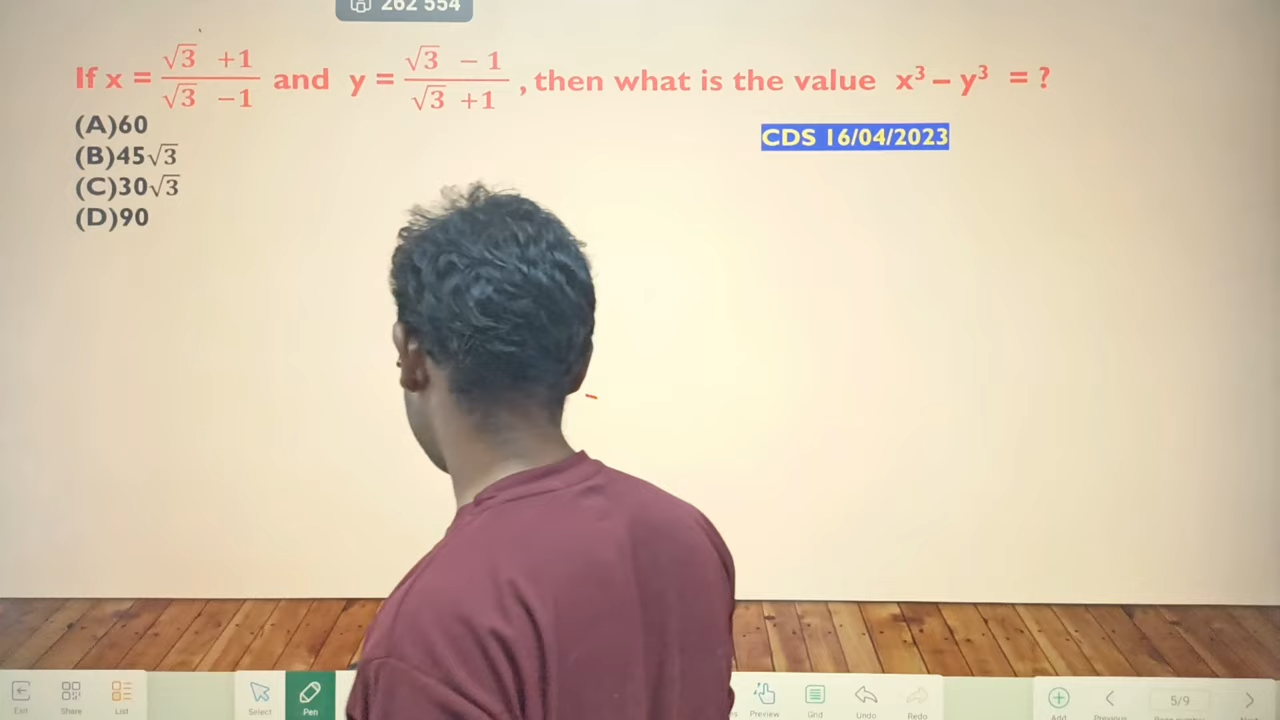 262 554
If x = (√3 +1)/(√3 −1) and y = (√3 − 1)/(√3 +1), then what is the value x³ − y³ = ?
(A)60
CDS 16/04/2023
(B)45√3
(C)30√3
(D)90
Exit Share List Select Pen Preview Grid Undo Redo Add 5/9